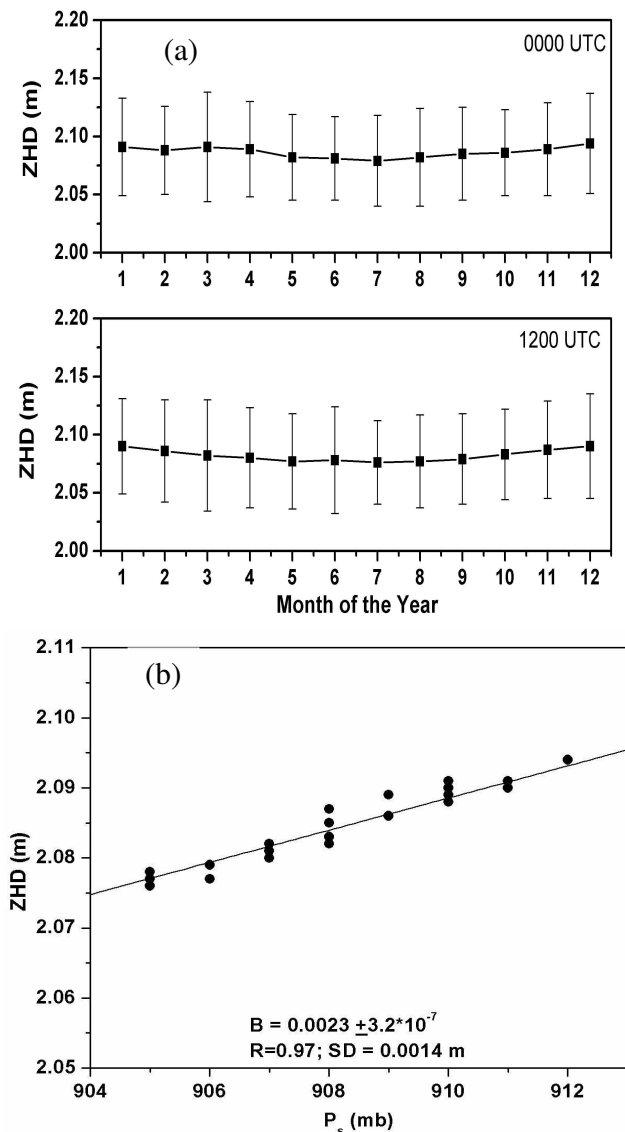 (a)
0000 UTC
ZHD (m)
2.20
2.15
2.10
2.05
2.00
1 2 3 4 5 6 7 8 9 10 11 12
1200 UTC
ZHD (m)
2.20
2.15
2.10
2.05
2.00
1 2 3 4 5 6 7 8 9 10 11 12
Month of the Year
(b)
ZHD (m)
2.11
2.10
2.09
2.08
2.07
2.06
2.05
B = 0.0023 ±3.2*10⁻⁷
R=0.97; SD = 0.0014 m
904 906 908 910 912
Pₛ (mb)